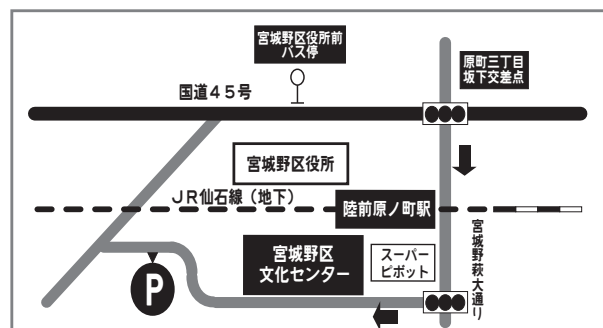 宮城野区役所前
バス停
原町三丁目
坂下交差点
国道45号
宮城野区役所
JR仙石線（地下）
陸前原ノ町駅
宮城野萩大通り
宮城野区
文化センター
スーパー
ビボット
P